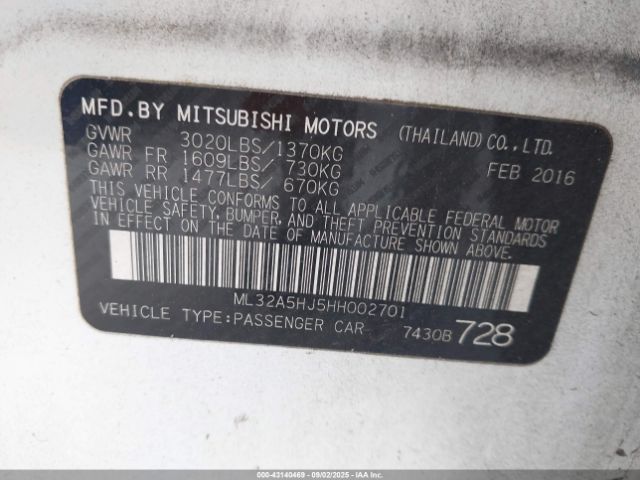 MFD.BY MITSUBISHI MOTORS (THAILAND) CO.,LTD.
GVWR 3020LBS/1370KG FEB 2016
GAWR FR 1609LBS/ 730KG
GAWR RR 1477LBS/ 670KG
THIS VEHICLE CONFORMS TO ALL APPLICABLE FEDERAL MOTOR
VEHICLE SAFETY, BUMPER, AND THEFT PREVENTION STANDARDS
IN EFFECT ON THE DATE OF MANUFACTURE SHOWN ABOVE.
ML32A5HJ5HH002701
VEHICLE TYPE:PASSENGER CAR 7430B 728
© IAA - 43140469 - 09/02/2025 - IAAI.COM